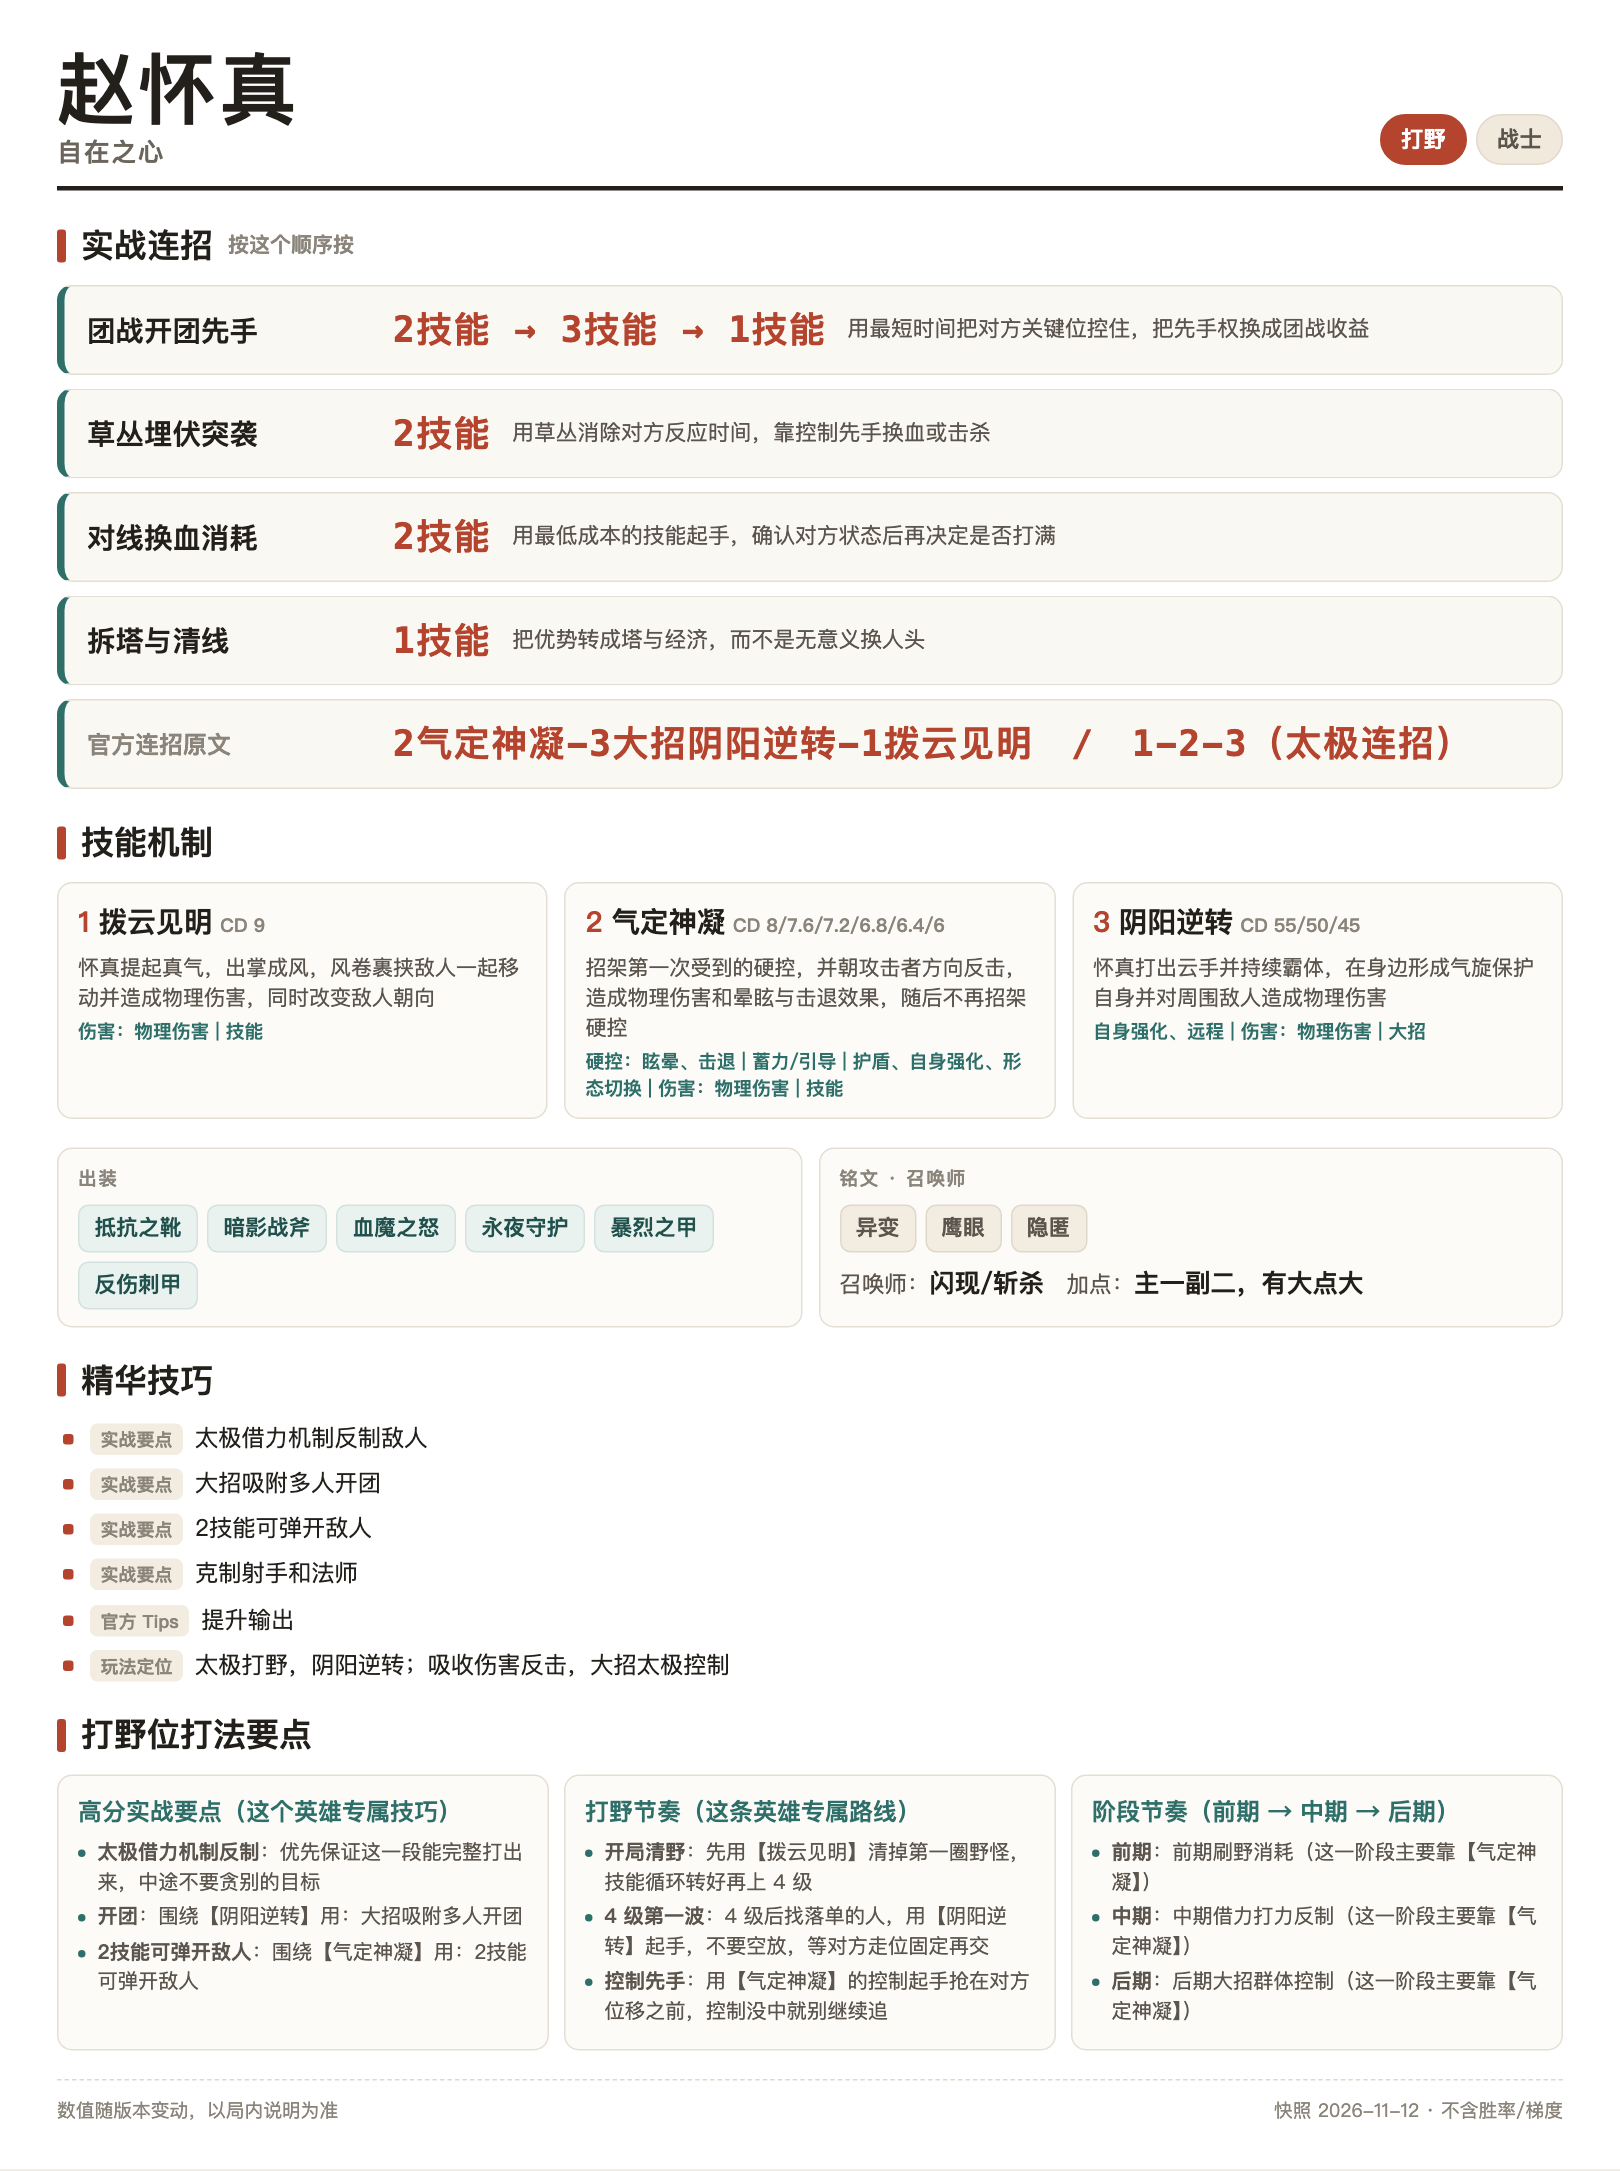 赵怀真
自在之心
打野 战士
实战连招 按这个顺序按
团战开团先手 2技能 → 3技能 → 1技能 用最短时间把对方关键位控住，把先手权换成团战收益
草丛埋伏突袭 2技能 用草丛消除对方反应时间，靠控制先手换血或击杀
对线换血消耗 2技能 用最低成本的技能起手，确认对方状态后再决定是否打满
拆塔与清线 1技能 把优势转成塔与经济，而不是无意义换人头
官方连招原文 2气定神凝-3大招阴阳逆转-1拨云见明 / 1-2-3（太极连招）
技能机制
1 拨云见明 CD 9
怀真提起真气，出掌成风，风卷裹挟敌人一起移
动并造成物理伤害，同时改变敌人朝向
伤害：物理伤害 | 技能
2 气定神凝 CD 8/7.6/7.2/6.8/6.4/6
招架第一次受到的硬控，并朝攻击者方向反击，
造成物理伤害和晕眩与击退效果，随后不再招架
硬控
硬控：眩晕、击退 | 蓄力/引导 | 护盾、自身强化、形
态切换 | 伤害：物理伤害 | 技能
3 阴阳逆转 CD 55/50/45
怀真打出云手并持续霸体，在身边形成气旋保护
自身并对周围敌人造成物理伤害
自身强化、远程 | 伤害：物理伤害 | 大招
出装
抵抗之靴 暗影战斧 血魔之怒 永夜守护 暴烈之甲
反伤刺甲
铭文 · 召唤师
异变 鹰眼 隐匿
召唤师：闪现/斩杀 加点：主一副二，有大点大
精华技巧
实战要点 太极借力机制反制敌人
实战要点 大招吸附多人开团
实战要点 2技能可弹开敌人
实战要点 克制射手和法师
官方 Tips 提升输出
玩法定位 太极打野，阴阳逆转；吸收伤害反击，大招太极控制
打野位打法要点
高分实战要点（这个英雄专属技巧）
太极借力机制反制：优先保证这一段能完整打出
来，中途不要贪别的目标
开团：围绕【阴阳逆转】用：大招吸附多人开团
2技能可弹开敌人：围绕【气定神凝】用：2技能
可弹开敌人
打野节奏（这条英雄专属路线）
开局清野：先用【拨云见明】清掉第一圈野怪，
技能循环转好再上 4 级
4 级第一波：4 级后找落单的人，用【阴阳逆
转】起手，不要空放，等对方走位固定再交
控制先手：用【气定神凝】的控制起手抢在对方
位移之前，控制没中就别继续追
阶段节奏（前期 → 中期 → 后期）
前期：前期刷野消耗（这一阶段主要靠【气定神
凝】）
中期：中期借力打力反制（这一阶段主要靠【气
定神凝】）
后期：后期大招群体控制（这一阶段主要靠【气
定神凝】）
数值随版本变动，以局内说明为准
快照 2026-11-12 · 不含胜率/梯度